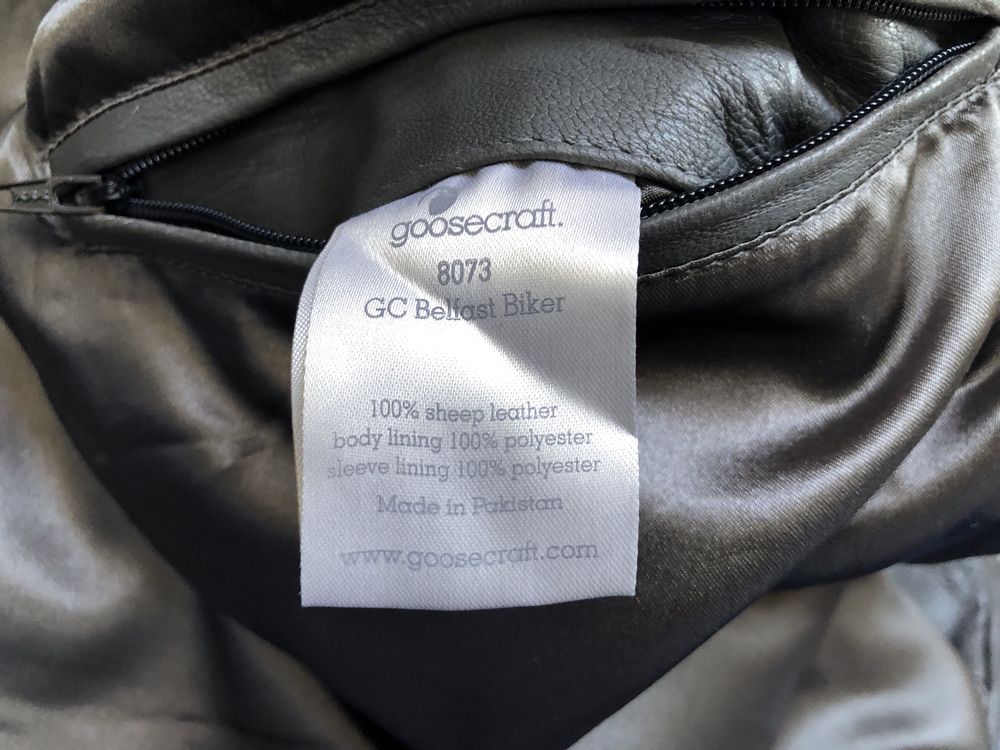 goosecraft.
8073
GC Belfast Biker
100% sheep leather
body lining 100% polyester
sleeve lining 100% polyester
Made in Pakistan
www.goosecraft.com